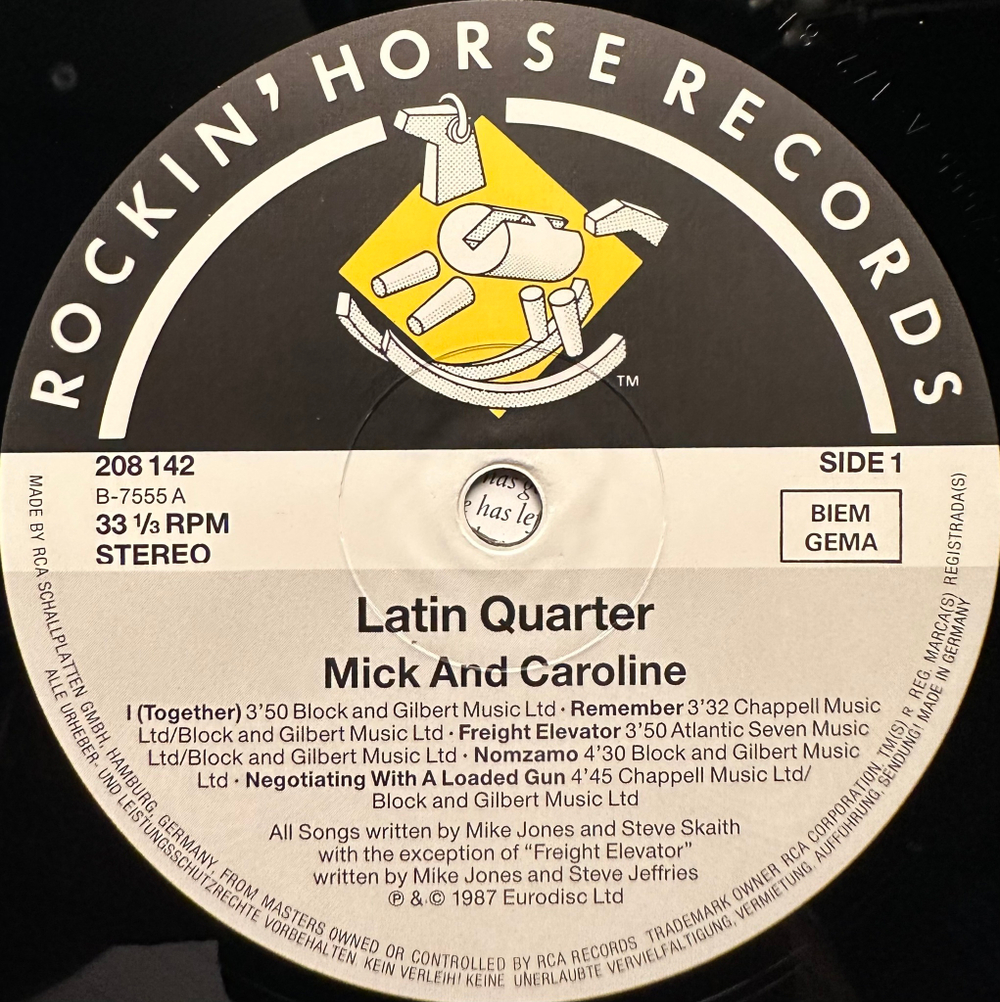 ROCKIN' HORSE RECORDS
TM
208 142
B-7555 A
33 1/3 RPM
STEREO
SIDE 1
BIEM
GEMA
has
has le
Latin Quarter
Mick And Caroline
I (Together) 3'50 Block and Gilbert Music Ltd · Remember 3'32 Chappell Music
Ltd/Block and Gilbert Music Ltd · Freight Elevator 3'50 Atlantic Seven Music
Ltd/Block and Gilbert Music Ltd · Nomzamo 4'30 Block and Gilbert Music
Ltd · Negotiating With A Loaded Gun 4'45 Chappell Music Ltd/
Block and Gilbert Music Ltd
All Songs written by Mike Jones and Steve Skaith
with the exception of "Freight Elevator"
written by Mike Jones and Steve Jeffries
℗ & © 1987 Eurodisc Ltd
MADE BY RCA SCHALLPLATTEN GMBH, HAMBURG, GERMANY, FROM MASTERS OWNED OR CONTROLLED BY RCA RECORDS TRADEMARK OWNER RCA CORPORATION, TM(S) R REG. MARCA(S) REGISTRADA(S)
ALLE URHEBER- UND LEISTUNGSSCHUTZRECHTE VORBEHALTEN KEIN VERLEIH! KEINE UNERLAUBTE VERVIELFÄLTIGUNG, VERMIETUNG, AUFFÜHRUNG, SENDUNG! MADE IN GERMANY